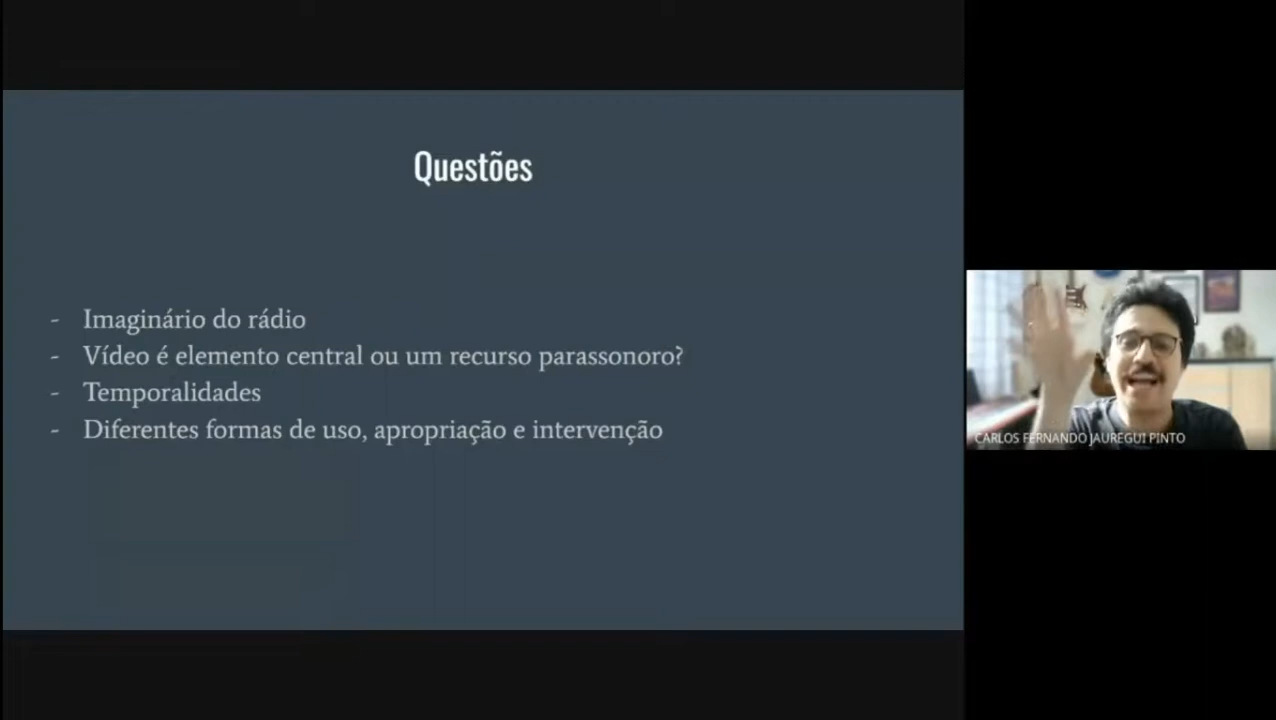 Questões
- Imaginário do rádio
- Vídeo é elemento central ou um recurso parassonoro?
- Temporalidades
- Diferentes formas de uso, apropriação e intervenção
CARLOS FERNANDO JAUREGUI PINTO